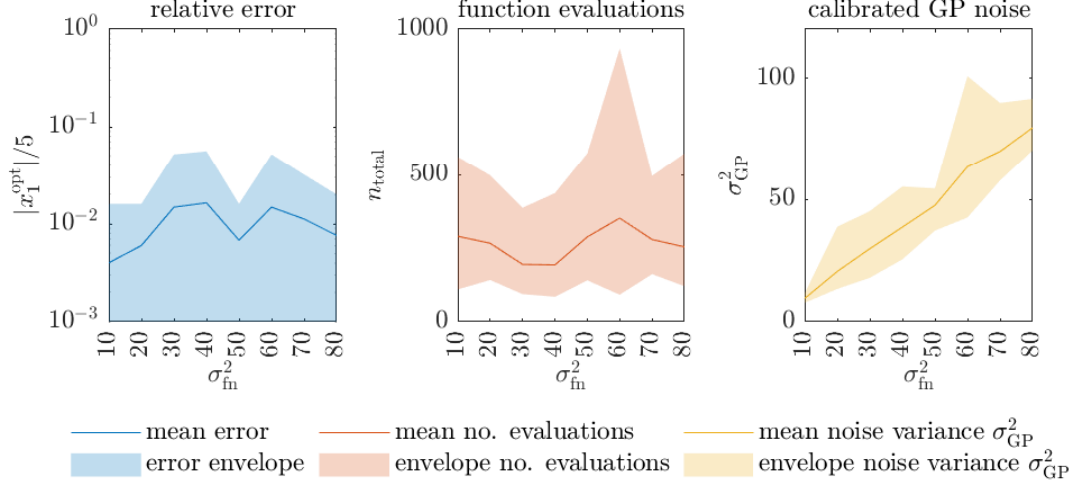 relative error
function evaluations
calibrated GP noise
10^0
10^-1
10^-2
10^-3
|x_1^opt|/5
10 20 30 40 50 60 70 80
σ_fn^2
1000
500
0
n_total
10 20 30 40 50 60 70 80
σ_fn^2
100
50
0
σ_GP^2
10 20 30 40 50 60 70 80
σ_fn^2
mean error
mean no. evaluations
mean noise variance σ_GP^2
error envelope
envelope no. evaluations
envelope noise variance σ_GP^2